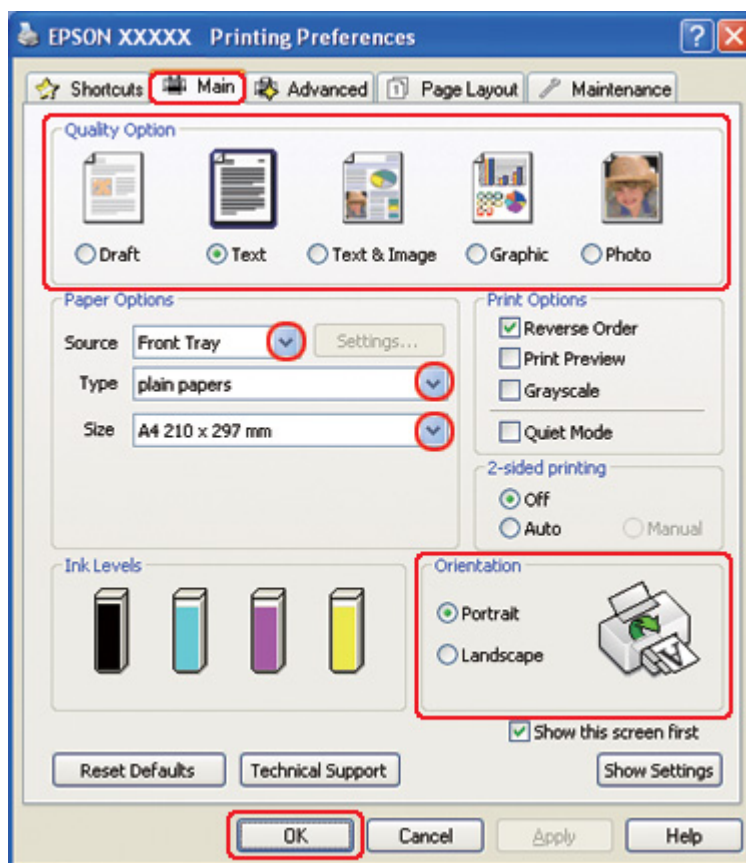 EPSON XXXXX Printing Preferences
Shortcuts Main Advanced 1 Page Layout Maintenance
Quality Option
Draft Text Text & Image Graphic Photo
Paper Options
Source Front Tray Settings...
Type plain papers
Size A4 210 x 297 mm
Print Options
Reverse Order
Print Preview
Grayscale
Quiet Mode
2-sided printing
Off
Auto Manual
Ink Levels
Orientation
Portrait
Landscape
A
Show this screen first
Reset Defaults Technical Support Show Settings
OK Cancel Apply Help